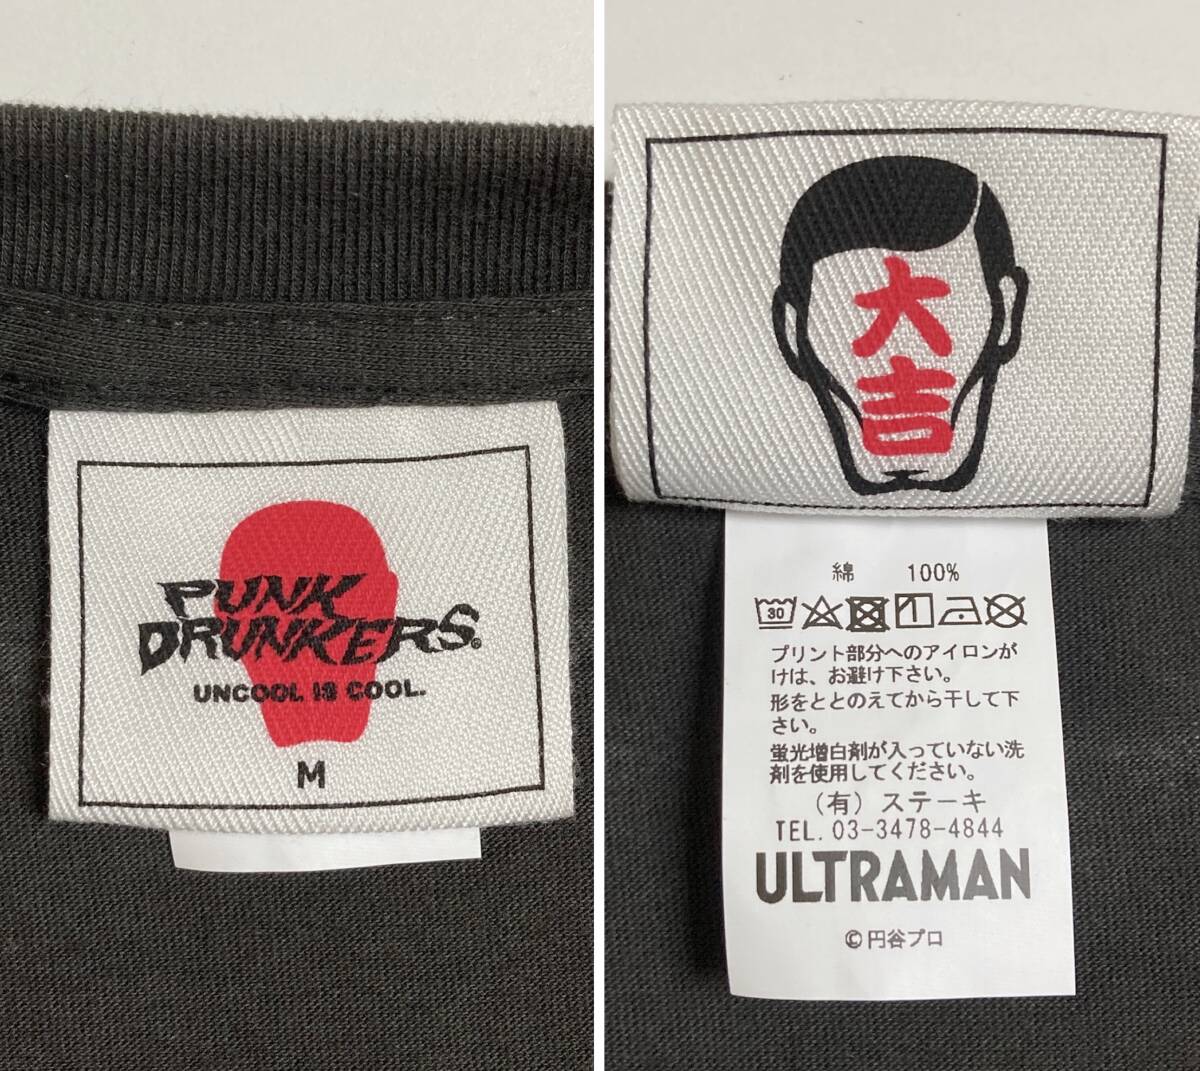 PUNK
DRUNKERS®
UNCOOL IS COOL.
M
大
吉
綿 100%
30
1
プリント部分へのアイロンが
けは、お避け下さい。
形をととのえてから干して下
さい。
蛍光増白剤が入っていない洗
剤を使用してください。
(有) ステーキ
TEL. 03-3478-4844
ULTRAMAN
©円谷プロ